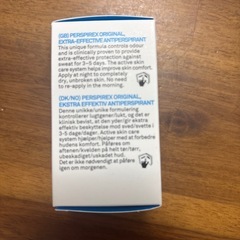 (GB) PERSPIREX ORIGINAL,
EXTRA-EFFECTIVE ANTIPERSPIRANT
This unique formula controls odour and
is clinically proven to provide
extra-effective protection against
sweat for 3–5 days. The active skin
care system helps improve skin comfort.
Apply at night to completely
dry, unbroken skin. No need
to re-apply in the morning.
(DK/NO) PERSPIREX ORIGINAL,
EKSTRA EFFEKTIV ANTIPERSPIRANT
Denne unikke/unike formulering
kontrollerer lugtgener/lukt, og det er
klinisk bevist, at den yder/gir ekstra
effektiv beskyttelse mod sved/svette i
3-5 dage/dager. Active skin care
system hjælper/hjelper med at forbedre
hudens komfort. Påføres om
aftenen/kvelden på helt tør/tørr,
ubeskadiget/uskadet hud.
Det er ikke nødvendigt at påføre
igen om morgenen.